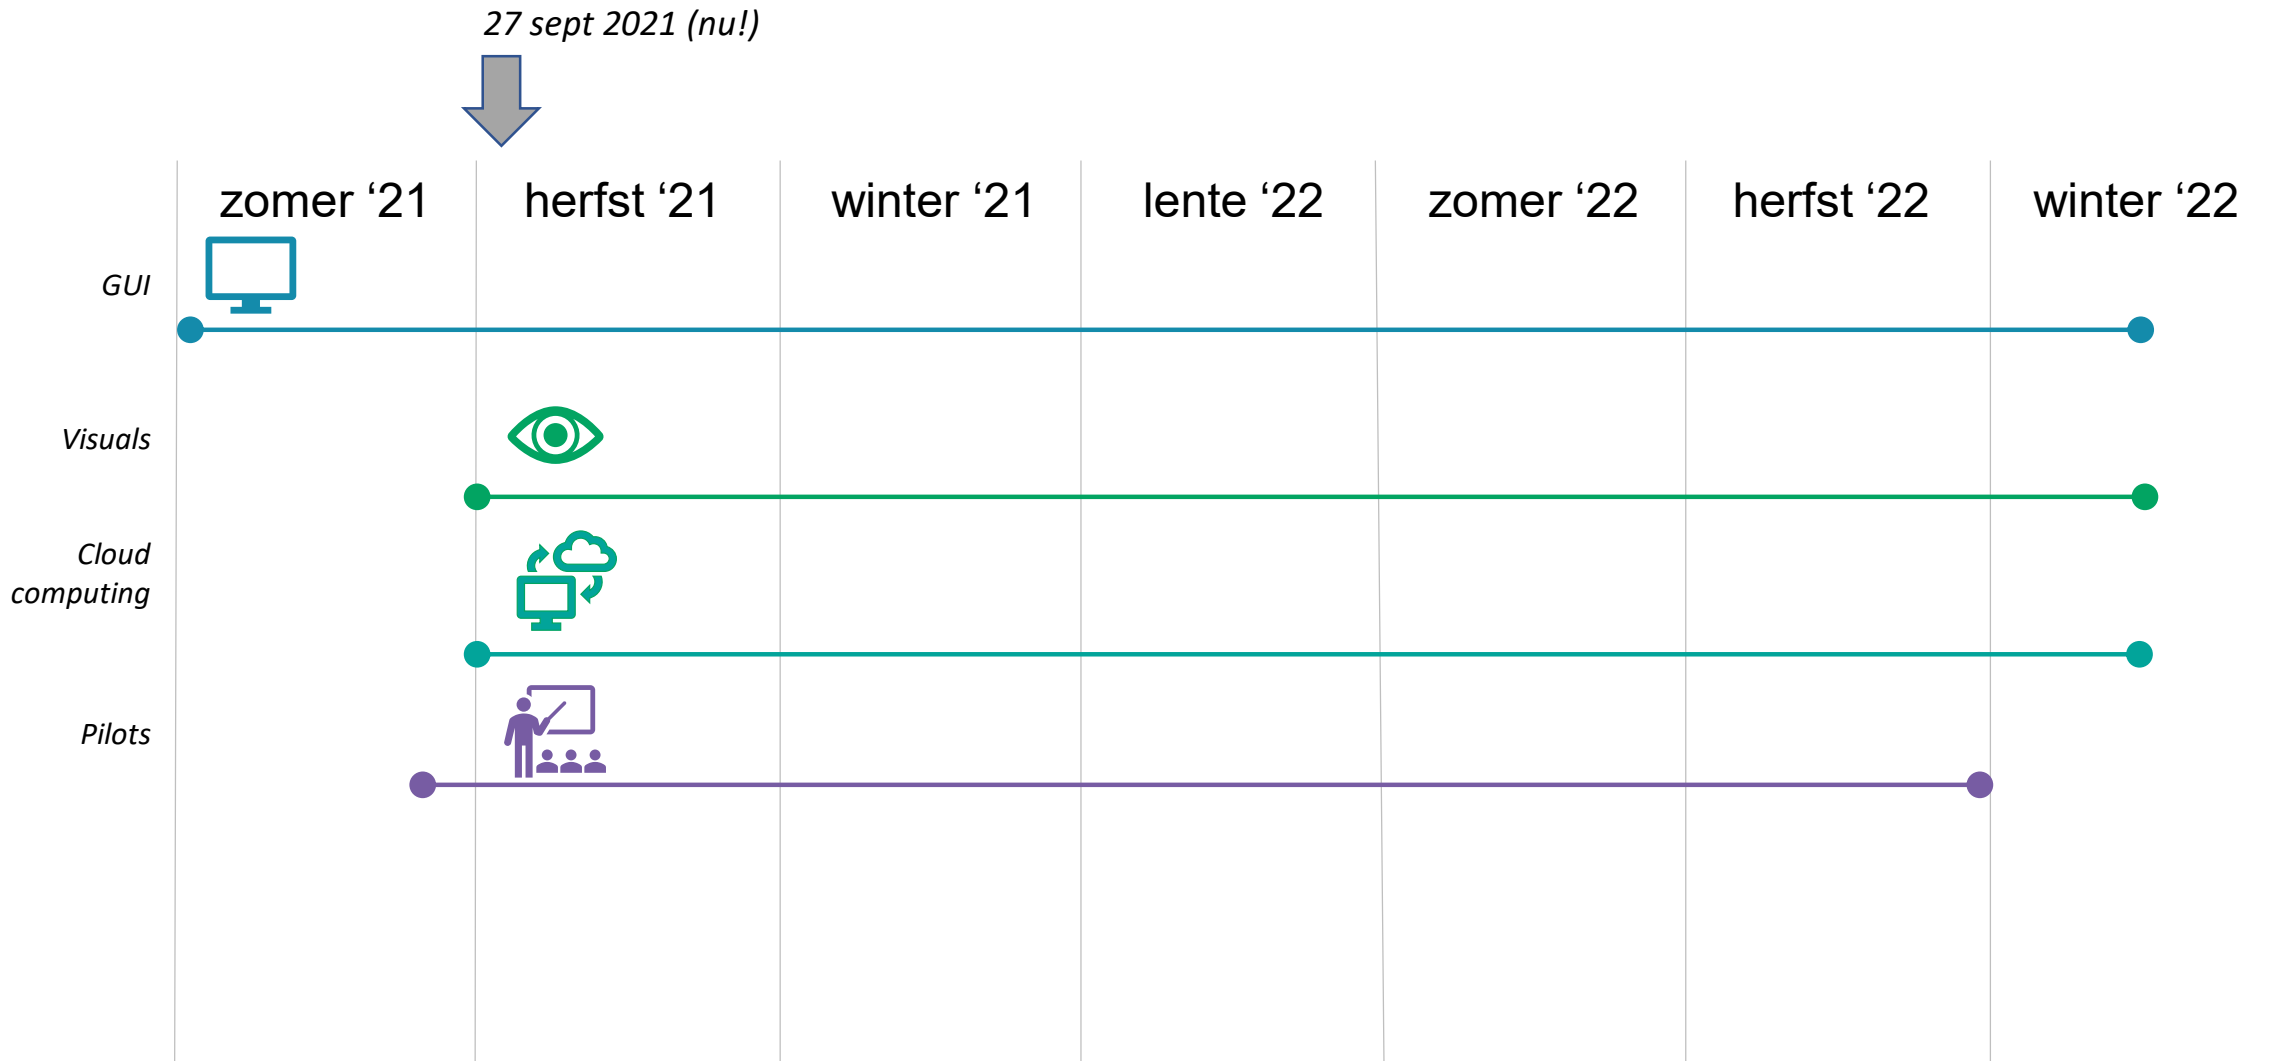 27 sept 2021 (nu!)
zomer ‘21
herfst ‘21
winter ‘21
lente ‘22
zomer ‘22
herfst ‘22
winter ‘22
GUI
Visuals
Cloud
computing
Pilots